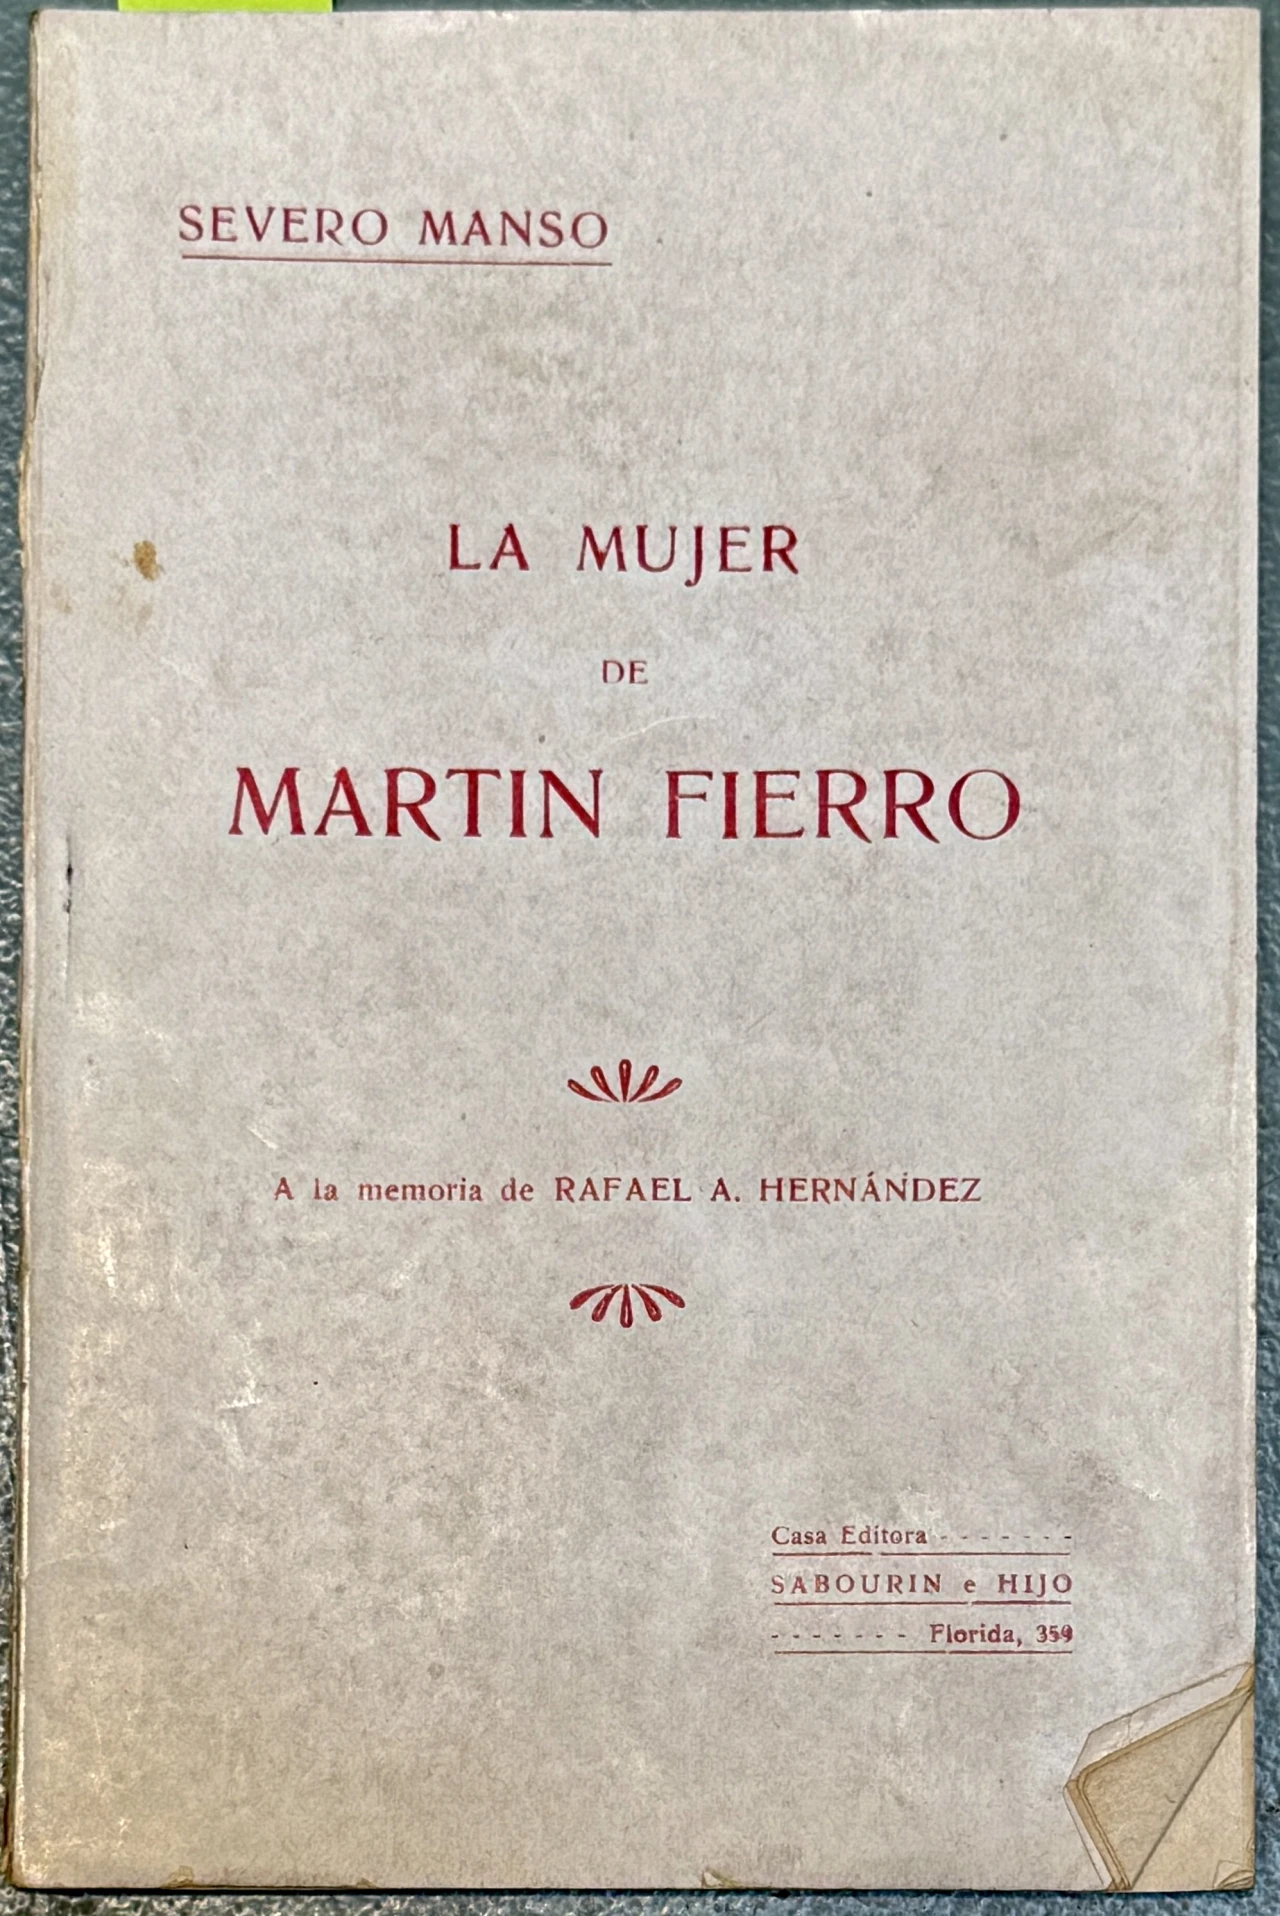 SEVERO MANSO
LA MUJER
DE
MARTIN FIERRO
A la memoria de RAFAEL A. HERNÁNDEZ
Casa Editora - - - - - - -
SABOURIN e HIJO
- - - - - - - Florida, 359